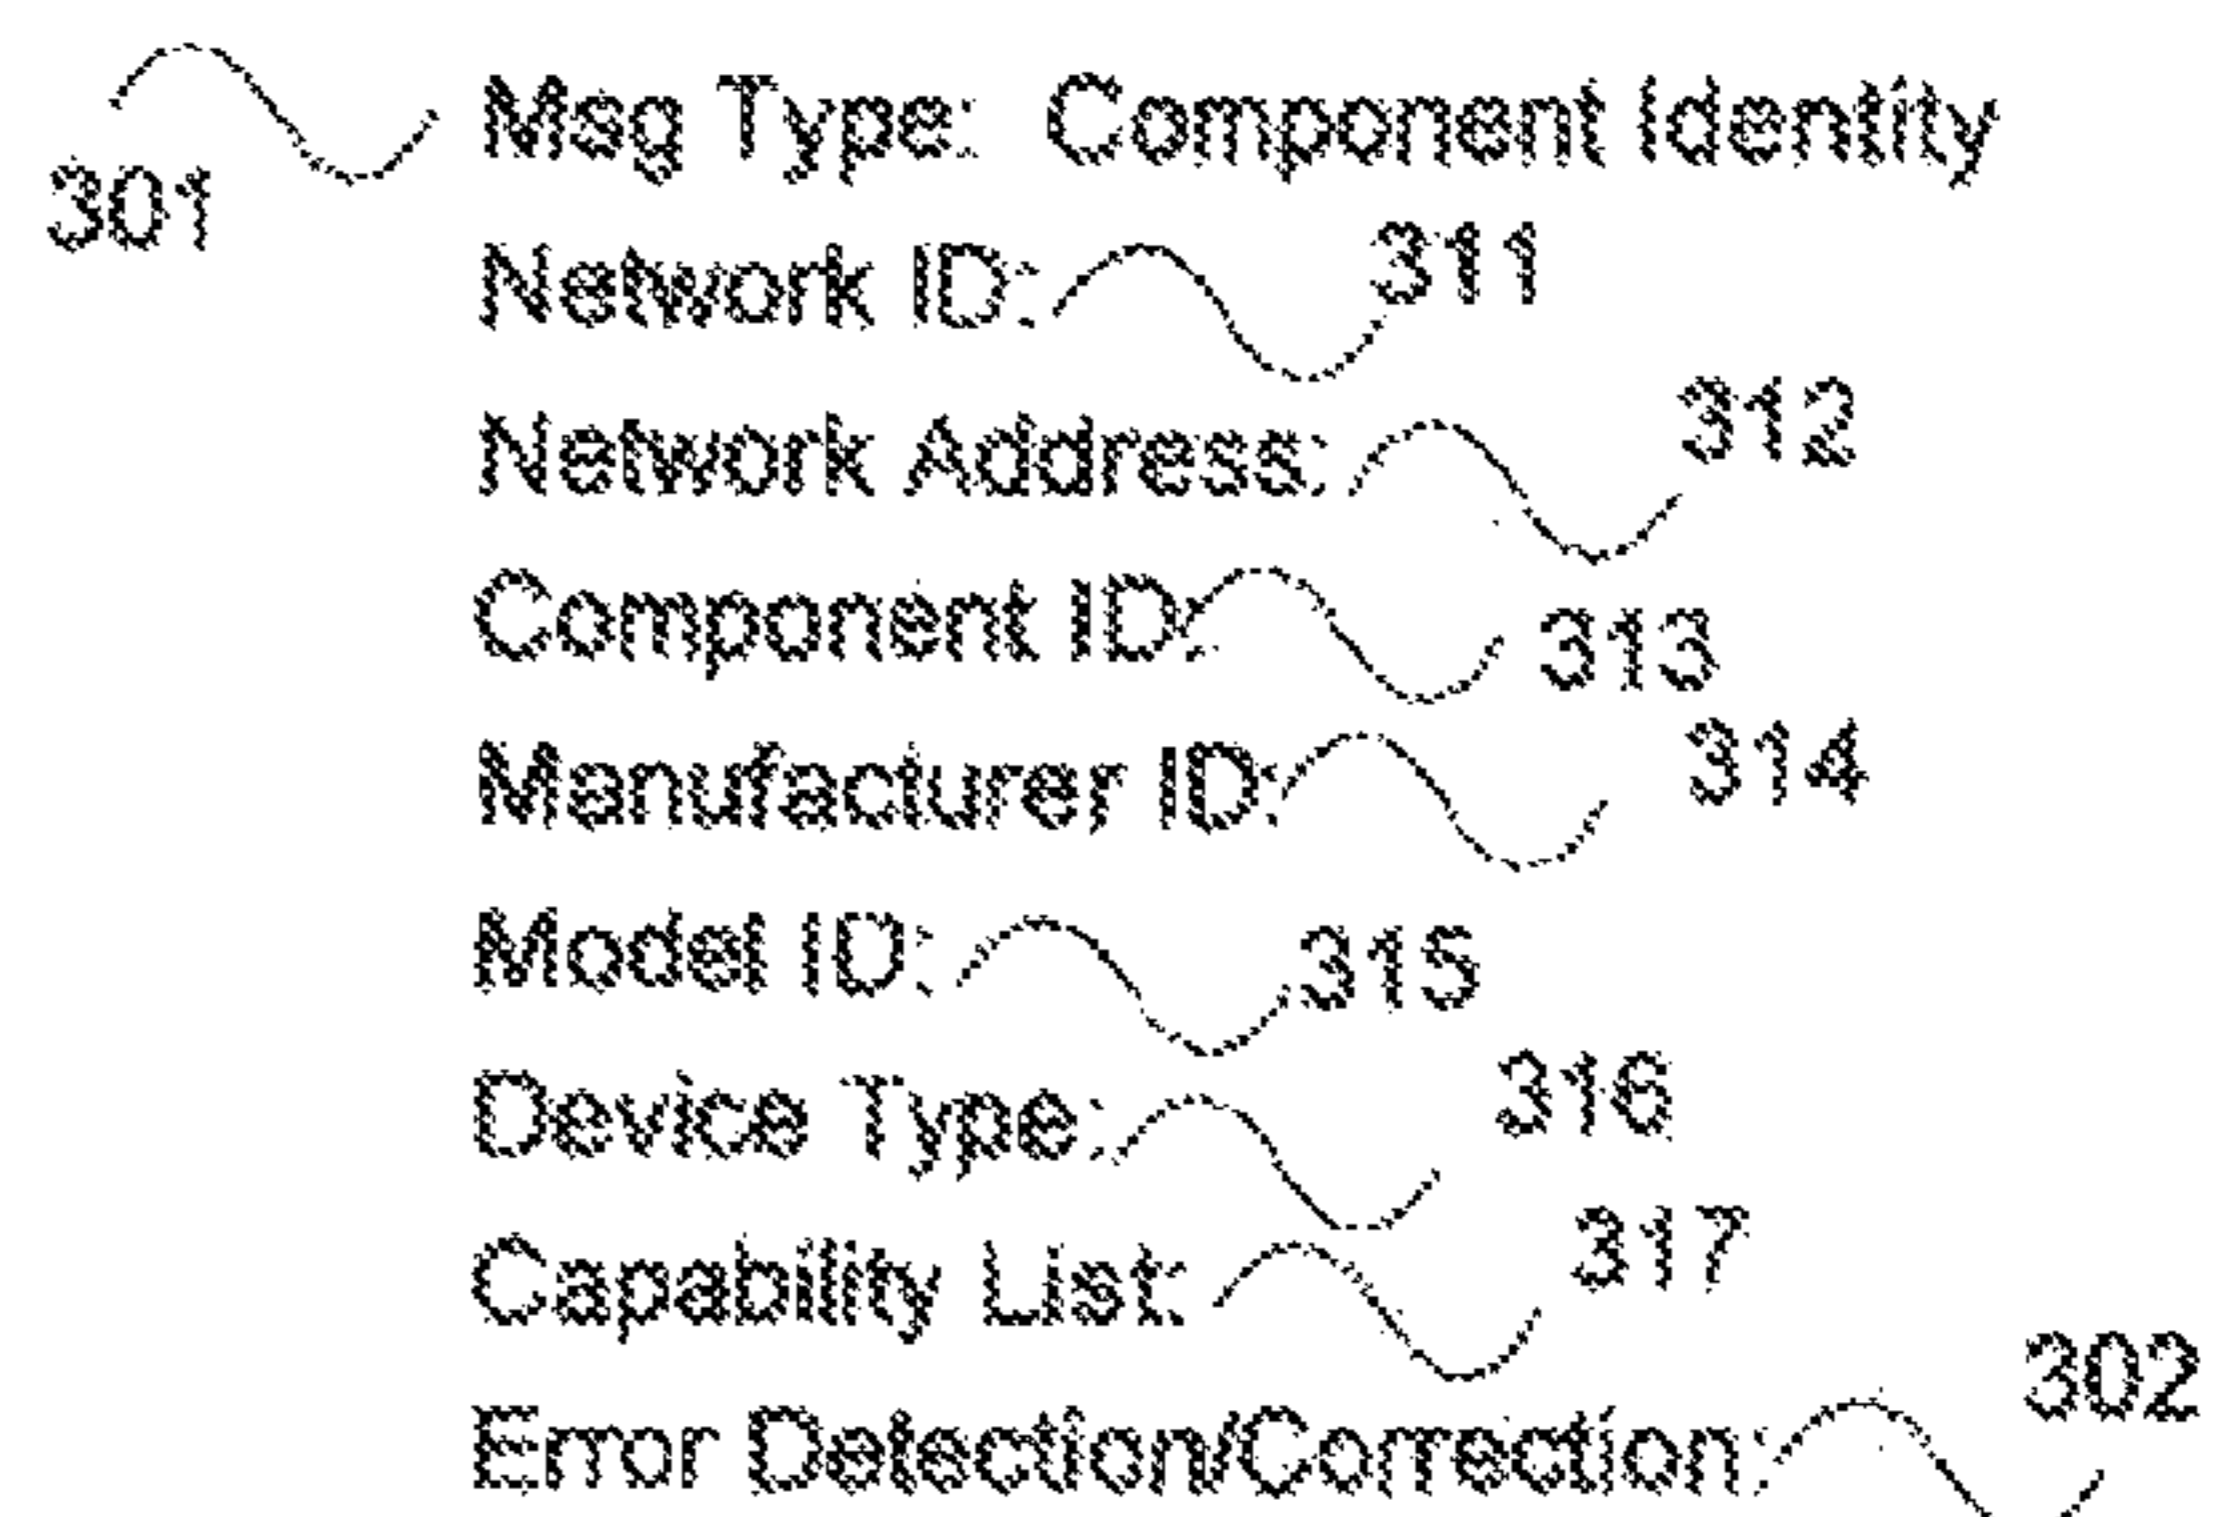 301 Msg Type: Component Identity
Network ID: 311
Network Address: 312
Component ID: 313
Manufacturer ID: 314
Model ID: 315
Device Type: 316
Capability List: 317
Error Detection/Correction: 302